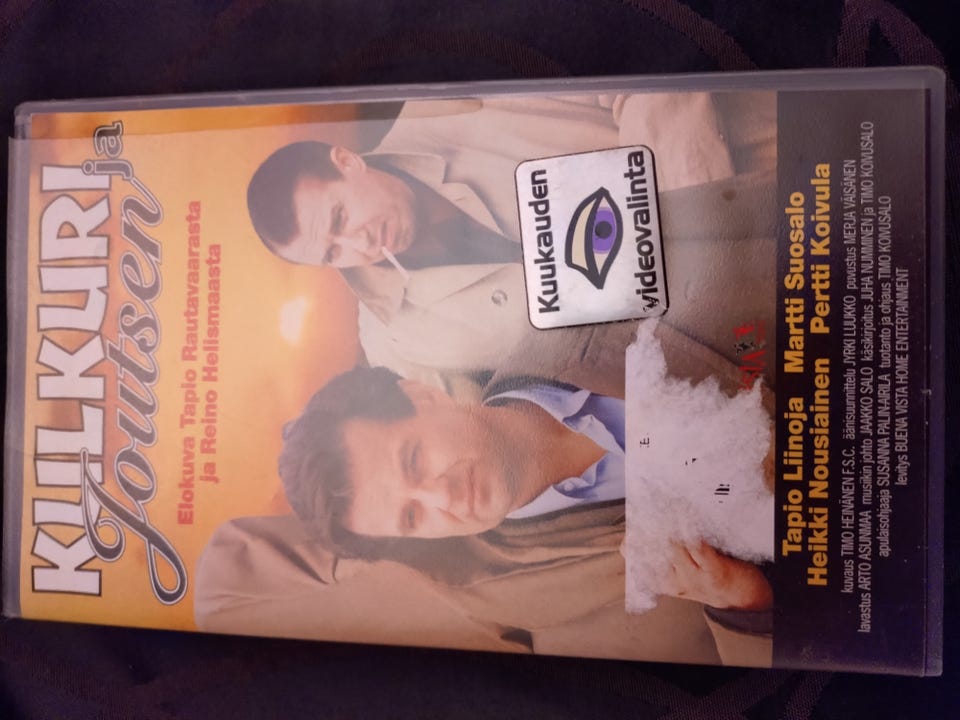 KULKURI ja
Joutsen
Elokuva Tapio Rautavaarasta
ja Reino Helismaasta
Kuukauden
videovalinta
Tapio Liinoja Martti Suosalo
Heikki Nousiainen Pertti Koivula
kuvaus TIMO HEINÄNEN F.S.C. äänisuunnittelu JYRKI LUUKKO puvustus MERJA VÄISÄNEN
lavastus ARTO ASUNMAA musiikin johto JAAKKO SALO käsikirjoitus JUHA NUMMINEN ja TIMO KOIVUSALO
apulaisohjaaja SUSANNA PALIN-AIRILA tuotanto ja ohjaus TIMO KOIVUSALO
levitys BUENA VISTA HOME ENTERTAINMENT